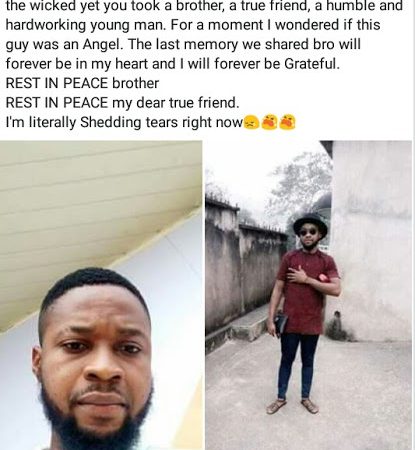 the wicked yet you took a brother, a true friend, a humble and
hardworking young man. For a moment I wondered if this
guy was an Angel. The last memory we shared bro will
forever be in my heart and I will forever be Grateful.
REST IN PEACE brother
REST IN PEACE my dear true friend.
I'm literally Shedding tears right now😠😭😭